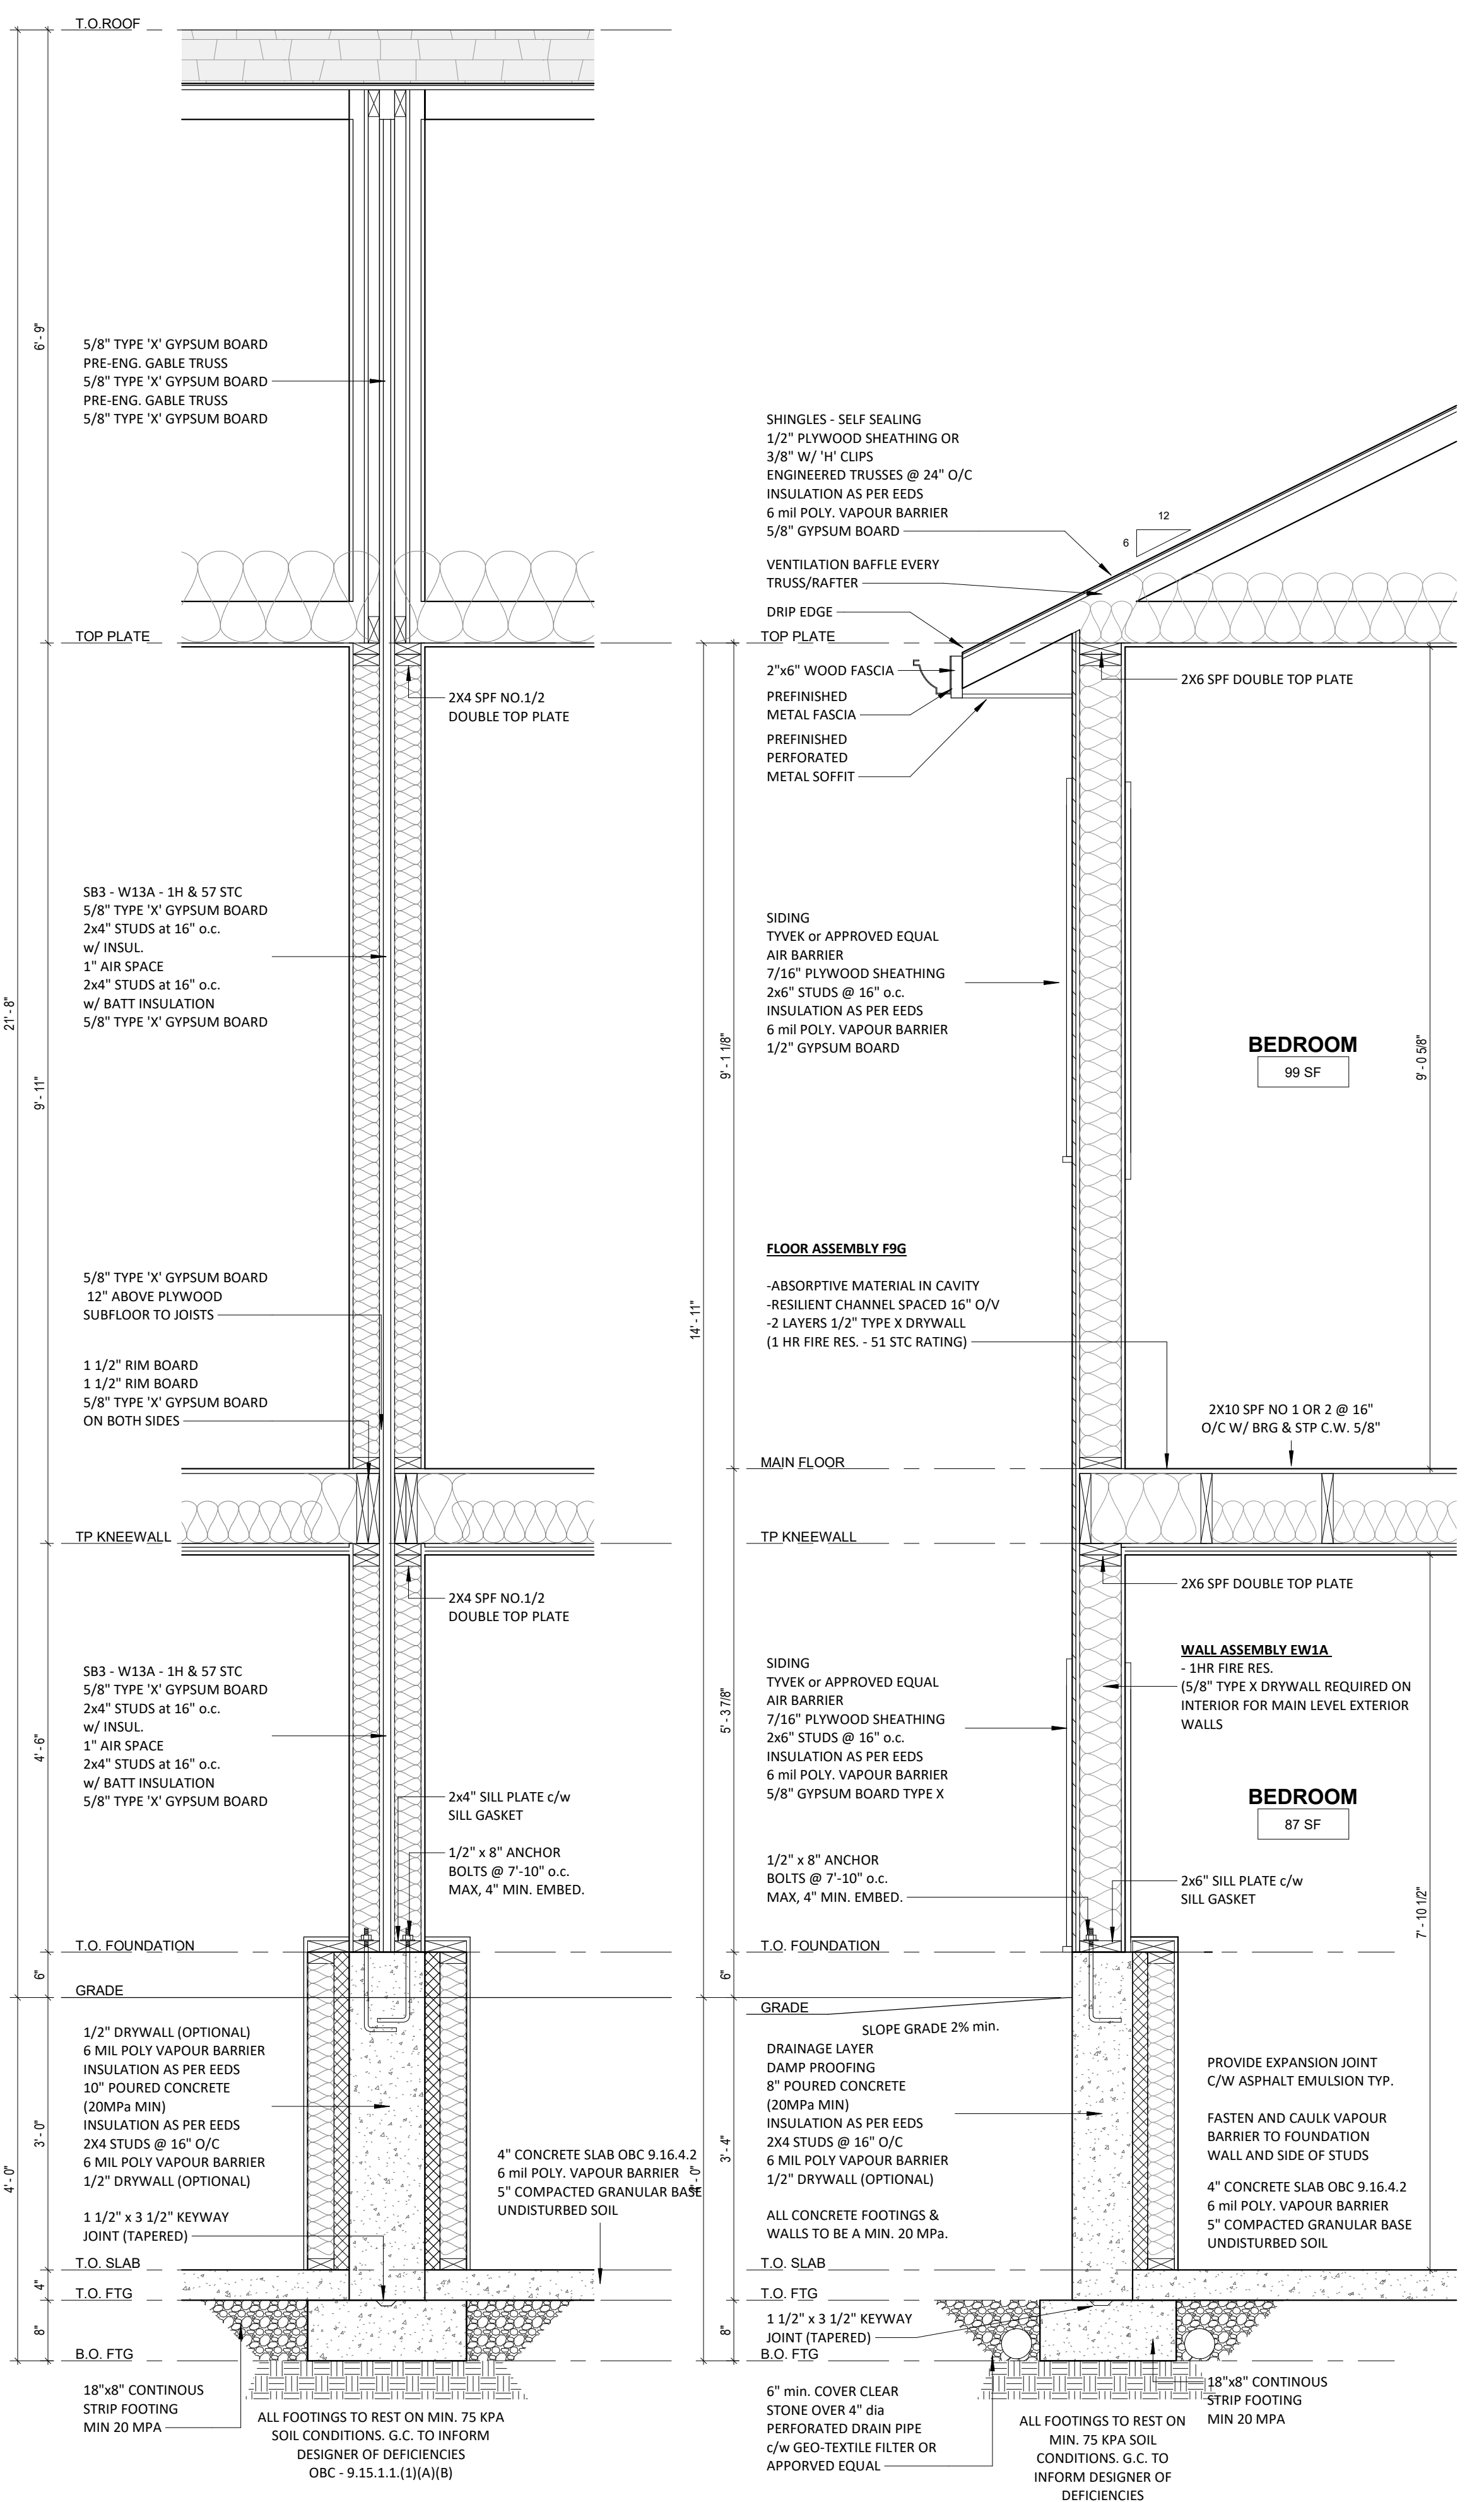 T.O.ROOF
6' - 9"
5/8" TYPE 'X' GYPSUM BOARD
PRE-ENG. GABLE TRUSS
5/8" TYPE 'X' GYPSUM BOARD
PRE-ENG. GABLE TRUSS
5/8" TYPE 'X' GYPSUM BOARD
TOP PLATE
2X4 SPF NO.1/2
DOUBLE TOP PLATE
SB3 - W13A - 1H & 57 STC
5/8" TYPE 'X' GYPSUM BOARD
2x4" STUDS at 16" o.c.
w/ INSUL.
1" AIR SPACE
2x4" STUDS at 16" o.c.
w/ BATT INSULATION
5/8" TYPE 'X' GYPSUM BOARD
21' - 8"
9' - 11"
5/8" TYPE 'X' GYPSUM BOARD
12" ABOVE PLYWOOD
SUBFLOOR TO JOISTS
1 1/2" RIM BOARD
1 1/2" RIM BOARD
5/8" TYPE 'X' GYPSUM BOARD
ON BOTH SIDES
TP KNEEWALL
2X4 SPF NO.1/2
DOUBLE TOP PLATE
SB3 - W13A - 1H & 57 STC
5/8" TYPE 'X' GYPSUM BOARD
2x4" STUDS at 16" o.c.
w/ INSUL.
1" AIR SPACE
2x4" STUDS at 16" o.c.
w/ BATT INSULATION
5/8" TYPE 'X' GYPSUM BOARD
4' - 6"
2x4" SILL PLATE c/w
SILL GASKET
1/2" x 8" ANCHOR
BOLTS @ 7'-10" o.c.
MAX, 4" MIN. EMBED.
T.O. FOUNDATION
6"
GRADE
1/2" DRYWALL (OPTIONAL)
6 MIL POLY VAPOUR BARRIER
INSULATION AS PER EEDS
10" POURED CONCRETE
(20MPa MIN)
INSULATION AS PER EEDS
2X4 STUDS @ 16" O/C
6 MIL POLY VAPOUR BARRIER
1/2" DRYWALL (OPTIONAL)
3' - 0"
4' - 0"
4" CONCRETE SLAB OBC 9.16.4.2
6 mil POLY. VAPOUR BARRIER
5" COMPACTED GRANULAR BASE
UNDISTURBED SOIL
1 1/2" x 3 1/2" KEYWAY
JOINT (TAPERED)
T.O. SLAB
4"
T.O. FTG
8"
B.O. FTG
18"x8" CONTINOUS
STRIP FOOTING
MIN 20 MPA
ALL FOOTINGS TO REST ON MIN. 75 KPA
SOIL CONDITIONS. G.C. TO INFORM
DESIGNER OF DEFICIENCIES
OBC - 9.15.1.1.(1)(A)(B)
SHINGLES - SELF SEALING
1/2" PLYWOOD SHEATHING OR
3/8" W/ 'H' CLIPS
ENGINEERED TRUSSES @ 24" O/C
INSULATION AS PER EEDS
6 mil POLY. VAPOUR BARRIER
5/8" GYPSUM BOARD
12
6
VENTILATION BAFFLE EVERY
TRUSS/RAFTER
DRIP EDGE
TOP PLATE
2"x6" WOOD FASCIA
PREFINISHED
METAL FASCIA
PREFINISHED
PERFORATED
METAL SOFFIT
2X6 SPF DOUBLE TOP PLATE
SIDING
TYVEK or APPROVED EQUAL
AIR BARRIER
7/16" PLYWOOD SHEATHING
2x6" STUDS @ 16" o.c.
INSULATION AS PER EEDS
6 mil POLY. VAPOUR BARRIER
1/2" GYPSUM BOARD
9' - 1 1/8"
BEDROOM
99 SF
9' - 0 5/8"
14' - 11"
FLOOR ASSEMBLY F9G
-ABSORPTIVE MATERIAL IN CAVITY
-RESILIENT CHANNEL SPACED 16" O/V
-2 LAYERS 1/2" TYPE X DRYWALL
(1 HR FIRE RES. - 51 STC RATING)
2X10 SPF NO 1 OR 2 @ 16"
O/C W/ BRG & STP C.W. 5/8"
MAIN FLOOR
TP KNEEWALL
2X6 SPF DOUBLE TOP PLATE
WALL ASSEMBLY EW1A
- 1HR FIRE RES.
(5/8" TYPE X DRYWALL REQUIRED ON
INTERIOR FOR MAIN LEVEL EXTERIOR
WALLS
SIDING
TYVEK or APPROVED EQUAL
AIR BARRIER
7/16" PLYWOOD SHEATHING
2x6" STUDS @ 16" o.c.
INSULATION AS PER EEDS
6 mil POLY. VAPOUR BARRIER
5/8" GYPSUM BOARD TYPE X
5' - 3 7/8"
BEDROOM
87 SF
1/2" x 8" ANCHOR
BOLTS @ 7'-10" o.c.
MAX, 4" MIN. EMBED.
2x6" SILL PLATE c/w
SILL GASKET
7' - 10 1/2"
T.O. FOUNDATION
6"
GRADE
SLOPE GRADE 2% min.
DRAINAGE LAYER
DAMP PROOFING
8" POURED CONCRETE
(20MPa MIN)
INSULATION AS PER EEDS
2X4 STUDS @ 16" O/C
6 MIL POLY VAPOUR BARRIER
1/2" DRYWALL (OPTIONAL)
3' - 4"
ALL CONCRETE FOOTINGS &
WALLS TO BE A MIN. 20 MPa.
PROVIDE EXPANSION JOINT
C/W ASPHALT EMULSION TYP.
FASTEN AND CAULK VAPOUR
BARRIER TO FOUNDATION
WALL AND SIDE OF STUDS
4" CONCRETE SLAB OBC 9.16.4.2
6 mil POLY. VAPOUR BARRIER
5" COMPACTED GRANULAR BASE
UNDISTURBED SOIL
T.O. SLAB
T.O. FTG
1 1/2" x 3 1/2" KEYWAY
JOINT (TAPERED)
8"
B.O. FTG
6" min. COVER CLEAR
STONE OVER 4" dia
PERFORATED DRAIN PIPE
c/w GEO-TEXTILE FILTER OR
APPORVED EQUAL
18"x8" CONTINOUS
STRIP FOOTING
MIN 20 MPA
ALL FOOTINGS TO REST ON
MIN. 75 KPA SOIL
CONDITIONS. G.C. TO
INFORM DESIGNER OF
DEFICIENCIES